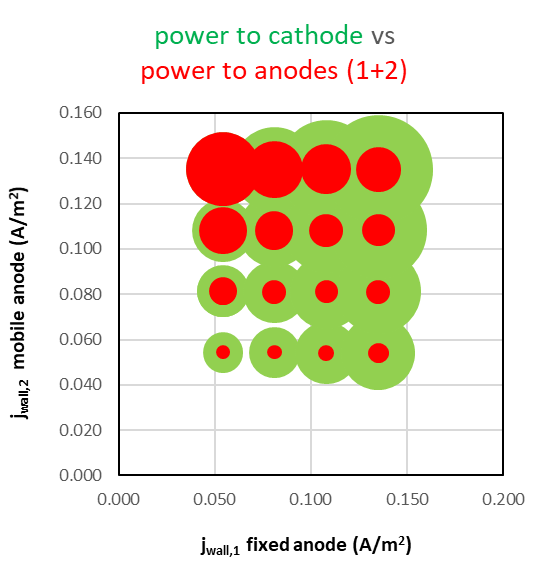 power to cathode vs
power to anodes (1+2)
0.160
0.140
0.120
0.100
0.080
0.060
0.040
0.020
0.000
0.000 0.050 0.100 0.150 0.200
j_wall,2 mobile anode (A/m²)
j_wall,1 fixed anode (A/m²)